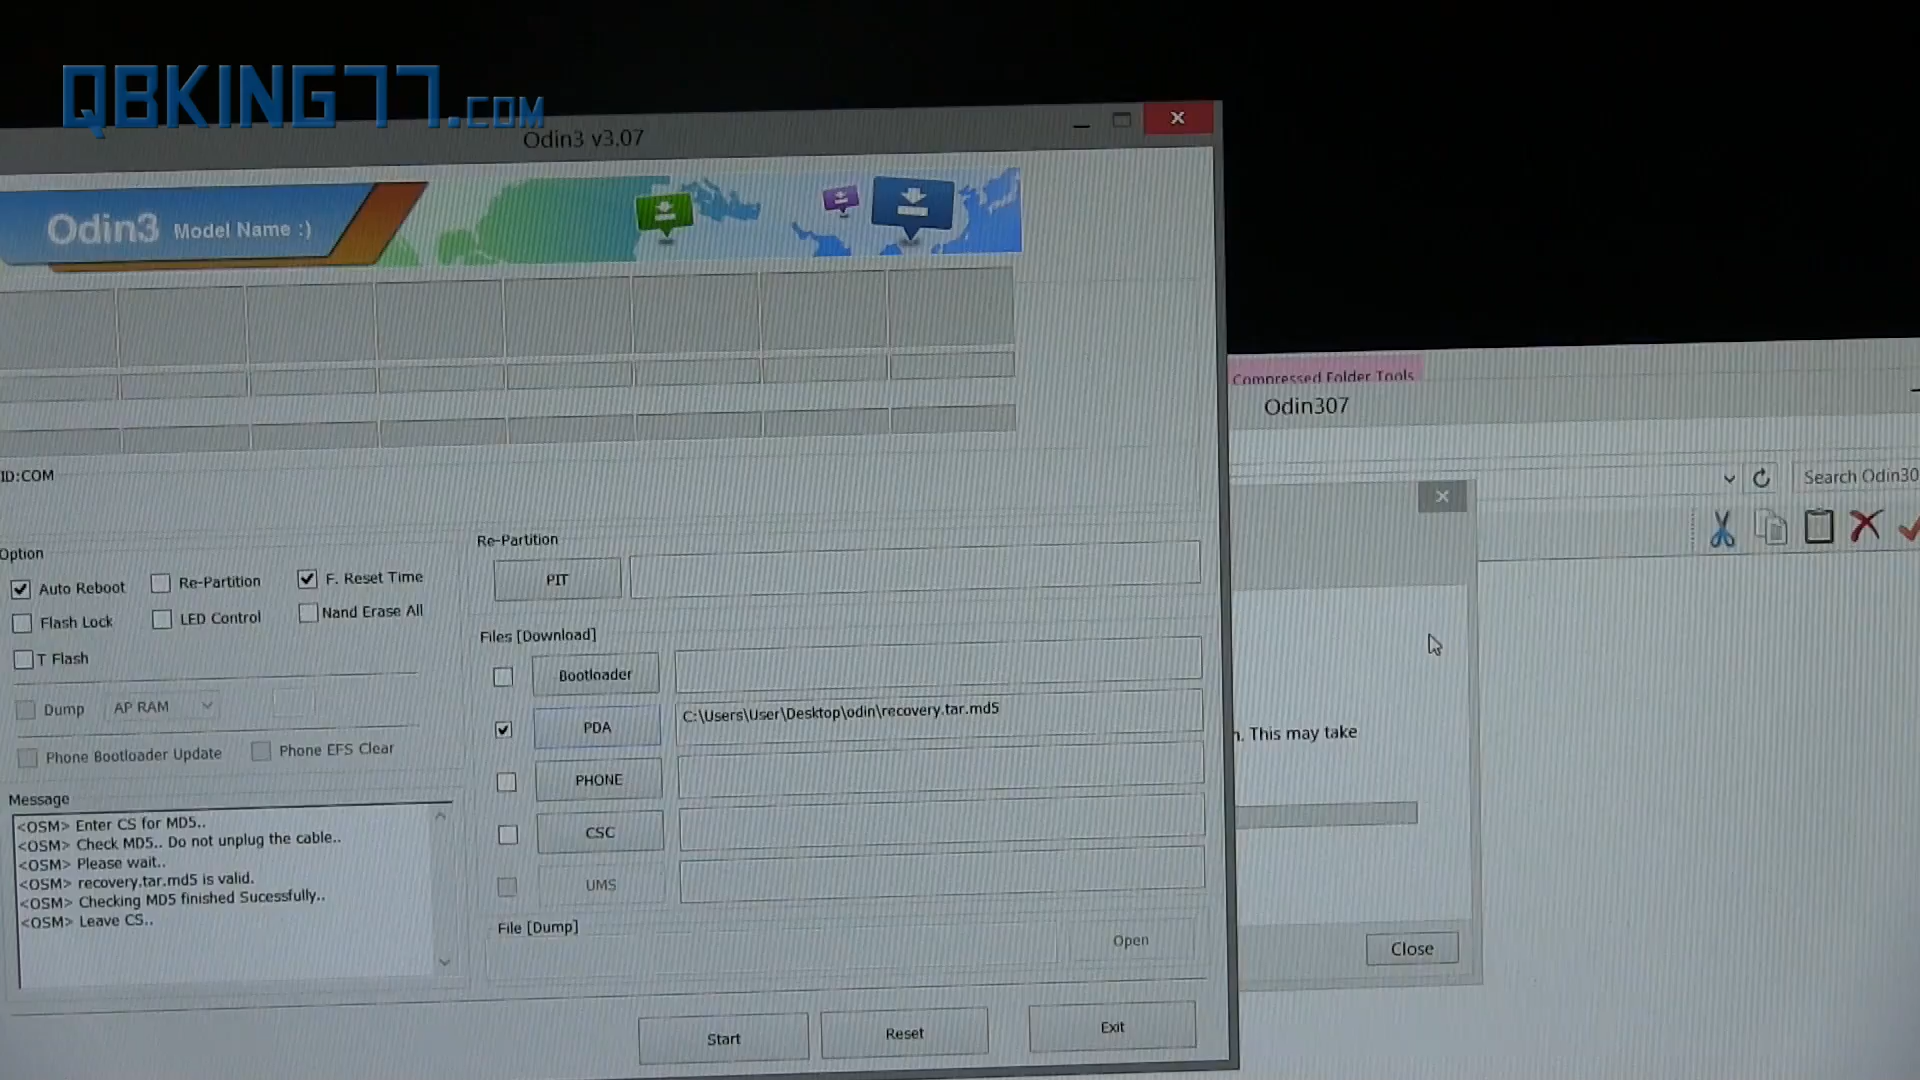 QBKING77.COM
Odin3 v3.07
Odin3 Model Name :)
Compressed Folder Tools
Odin307
ID:COM
Search Odin30
Option
Auto Reboot
Re-Partition
F. Reset Time
Flash Lock
LED Control
Nand Erase All
T Flash
Dump
AP RAM
Phone Bootloader Update
Phone EFS Clear
Re-Partition
PIT
Files [Download]
Bootloader
PDA
C:\Users\User\Desktop\odin\recovery.tar.md5
PHONE
CSC
UMS
. This may take
Message
<OSM> Enter CS for MD5..
<OSM> Check MD5.. Do not unplug the cable..
<OSM> Please wait..
<OSM> recovery.tar.md5 is valid.
<OSM> Checking MD5 finished Sucessfully..
<OSM> Leave CS..
File [Dump]
Open
Close
Start
Reset
Exit